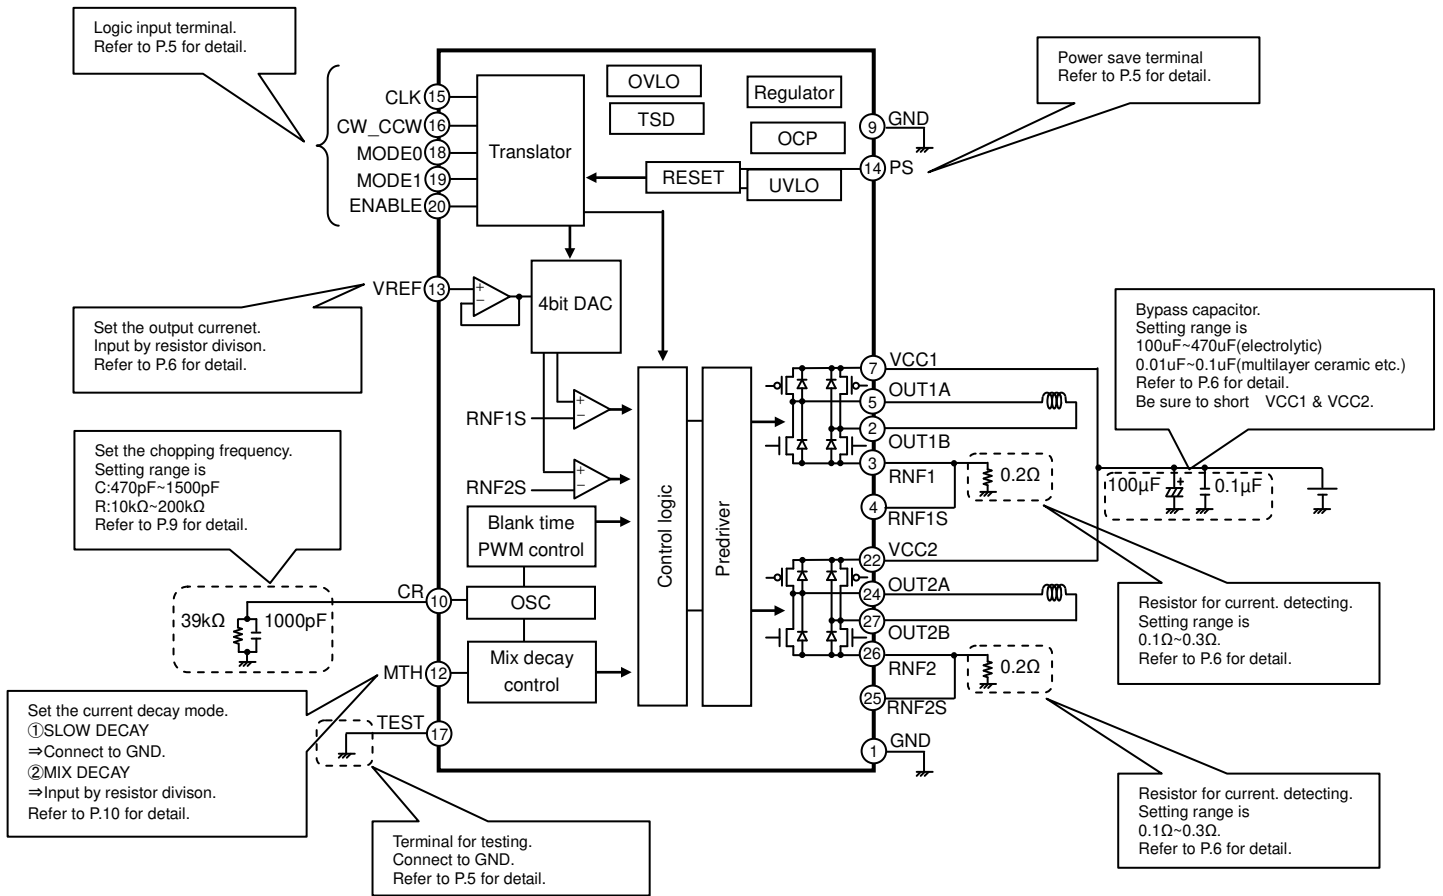 Logic input terminal.
Refer to P.5 for detail.
Power save terminal
Refer to P.5 for detail.
CLK 15
CW_CCW 16
MODE0 18
MODE1 19
ENABLE 20
Translator
OVLO
TSD
Regulator
OCP
RESET
UVLO
9 GND
14 PS
VREF 13
+
−
4bit DAC
Set the output currenet.
Input by resistor divison.
Refer to P.6 for detail.
Bypass capacitor.
Setting range is
100uF~470uF(electrolytic)
0.01uF~0.1uF(multilayer ceramic etc.)
Refer to P.6 for detail.
Be sure to short VCC1 & VCC2.
RNF1S
+
−
RNF2S
+
−
Control logic
Predriver
7 VCC1
5 OUT1A
2 OUT1B
3 RNF1
4 RNF1S
0.2Ω
100µF
+
0.1µF
Set the chopping frequency.
Setting range is
C:470pF~1500pF
R:10kΩ~200kΩ
Refer to P.9 for detail.
Blank time
PWM control
OSC
Mix decay
control
CR 10
39kΩ
1000pF
MTH 12
TEST 17
22 VCC2
24 OUT2A
27 OUT2B
26 RNF2
25 RNF2S
0.2Ω
1 GND
Resistor for current. detecting.
Setting range is
0.1Ω~0.3Ω.
Refer to P.6 for detail.
Set the current decay mode.
①SLOW DECAY
⇒Connect to GND.
②MIX DECAY
⇒Input by resistor divison.
Refer to P.10 for detail.
Terminal for testing.
Connect to GND.
Refer to P.5 for detail.
Resistor for current. detecting.
Setting range is
0.1Ω~0.3Ω.
Refer to P.6 for detail.